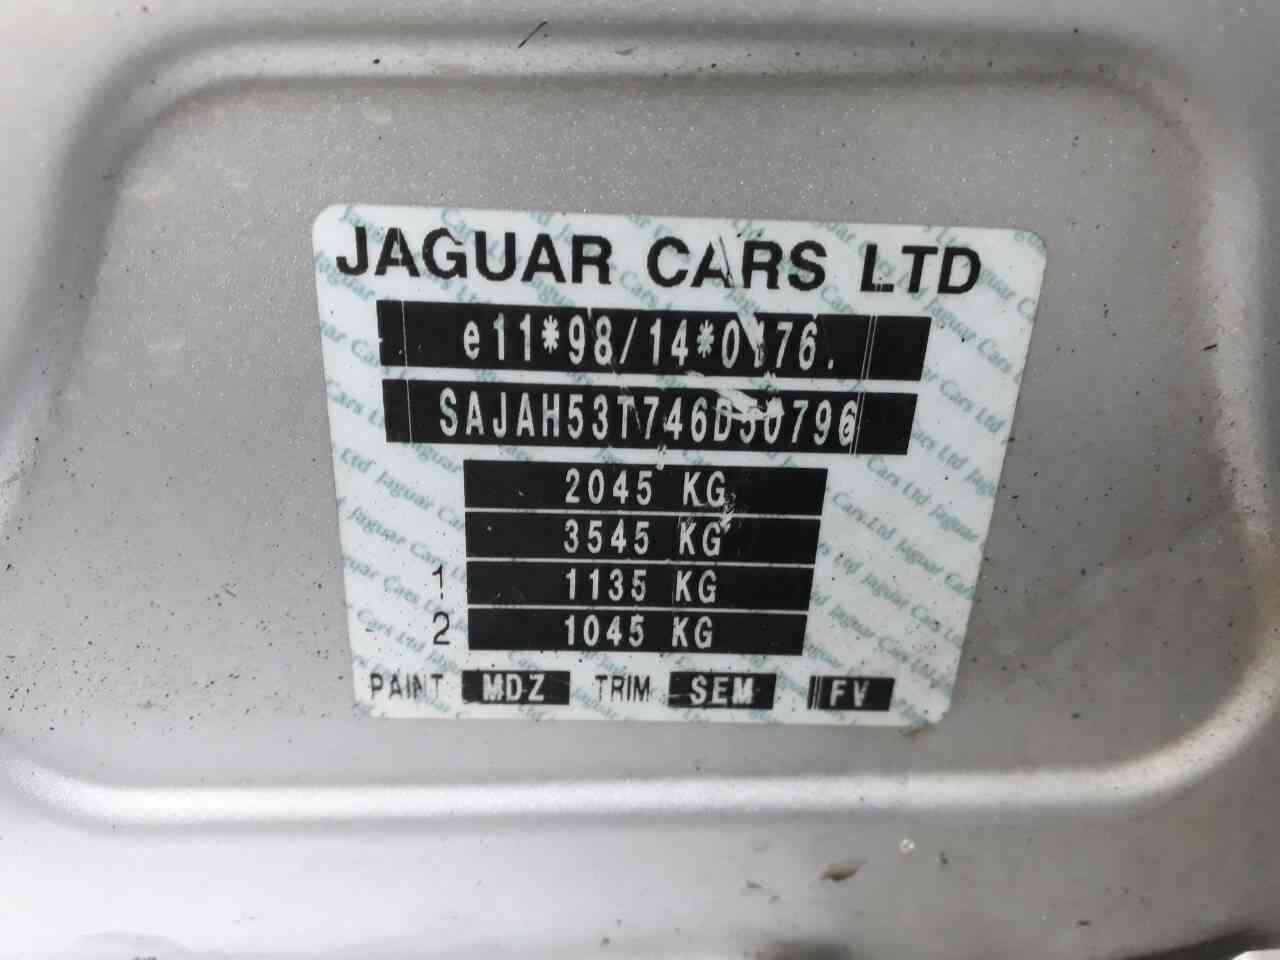 JAGUAR CARS LTD
e11*98/14*0176.
SAJAH53T746D50796
2045 KG
3545 KG
1 1135 KG
2 1045 KG
PAINT MDZ TRIM SEM FV